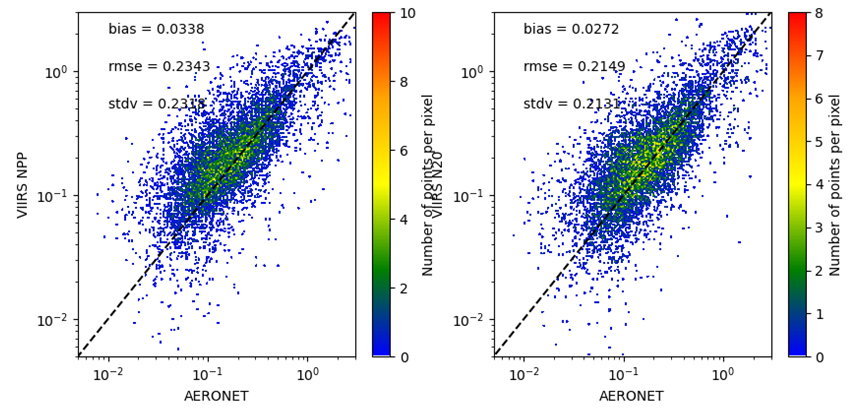 bias = 0.0338
rmse = 0.2343
stdv = 0.2318
10⁰
10⁻¹
10⁻²
VIIRS NPP
10⁻²
10⁻¹
10⁰
AERONET
10
8
6
4
2
0
Number of points per pixel
bias = 0.0272
rmse = 0.2149
stdv = 0.2131
10⁰
10⁻¹
10⁻²
VIIRS N20
10⁻²
10⁻¹
10⁰
AERONET
8
7
6
5
4
3
2
1
0
Number of points per pixel